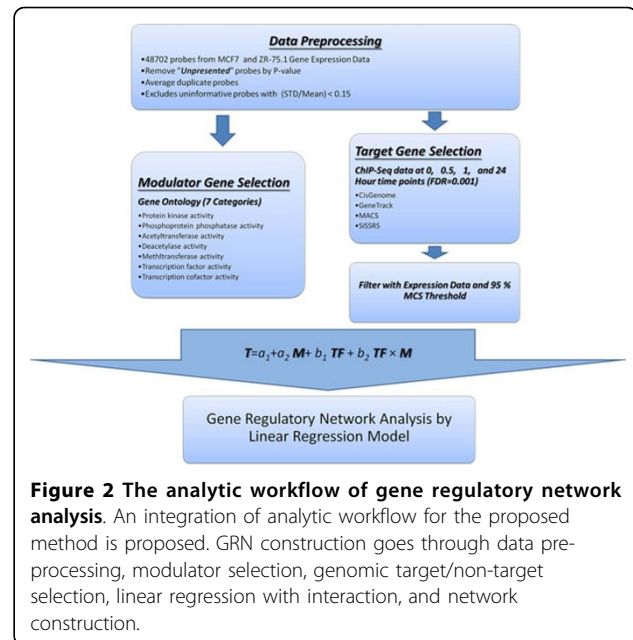 Data Preprocessing
•48702 probes from MCF7 and ZR-75.1 Gene Expression Data
•Remove "Unpresented" probes by P-value
•Average duplicate probes
•Excludes uninformative probes with (STD/Mean) < 0.15
Modulator Gene Selection
Gene Ontology (7 Categories)
•Protein kinase activity
•Phosphoprotein phosphatase activity
•Acetyltransferase activity
•Deacetylase activity
•Methltransferase activity
•Transcription factor activity
•Transcription cofactor activity
Target Gene Selection
ChIP-Seq data at 0, 0.5, 1, and 24
Hour time points (FDR=0.001)
•CisGenome
•GeneTrack
•MACS
•SISSRS
Filter with Expression Data and 95 %
MCS Threshold
T=a1+a2 M+ b1 TF + b2 TF × M
Gene Regulatory Network Analysis by
Linear Regression Model
Figure 2 The analytic workflow of gene regulatory network
analysis. An integration of analytic workflow for the proposed
method is proposed. GRN construction goes through data pre-
processing, modulator selection, genomic target/non-target
selection, linear regression with interaction, and network
construction.